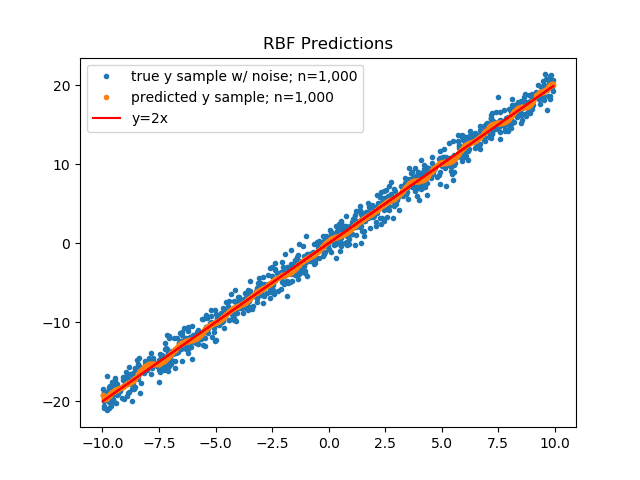 RBF Predictions
true y sample w/ noise; n=1,000
predicted y sample; n=1,000
y=2x
20
10
0
−10
−20
−10.0 −7.5 −5.0 −2.5 0.0 2.5 5.0 7.5 10.0